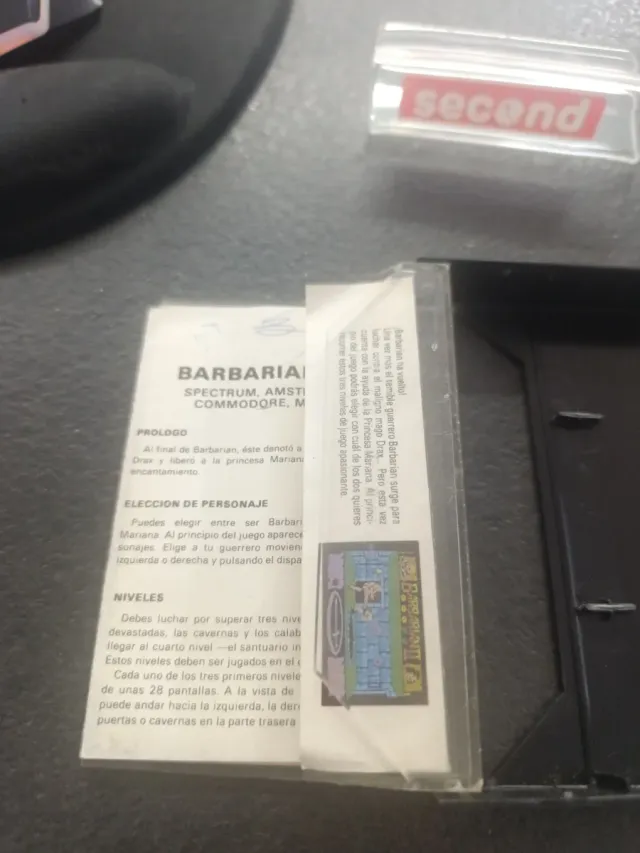 second
BARBARIA
SPECTRUM, AMST
COMMODORE, M
PROLOGO
Al final de Barbarian, éste denotó a
Drax y liberó a la princesa Mariana
encantamiento.
ELECCION DE PERSONAJE
Puedes elegir entre ser Barbari
Mariana. Al principio del juego aparece
sonajes. Elige a tu guerrero movien
izquierda o derecha y pulsando el dispa
NIVELES
Debes luchar por superar tres nive
devastadas, las cavernas y los calab
llegar al cuarto nivel —el santuario in
Estos niveles deben ser jugados en el
Cada uno de los tres primeros nivele
de unas 28 pantallas. A la vista de
puede andar hacia la izquierda, la der
puertas o cavernas en la parte trasera
Barbarian ha vuelto!
Una vez más el temible guerrero Barbarian surge para
luchar contra el maligno mago Drax... Pero esta vez
cuenta con la ayuda de la Princesa Mariana. Al princi-
pio del juego podrás elegir con cuál de los dos quieres
recorrer estos tres niveles de juego apasionante.